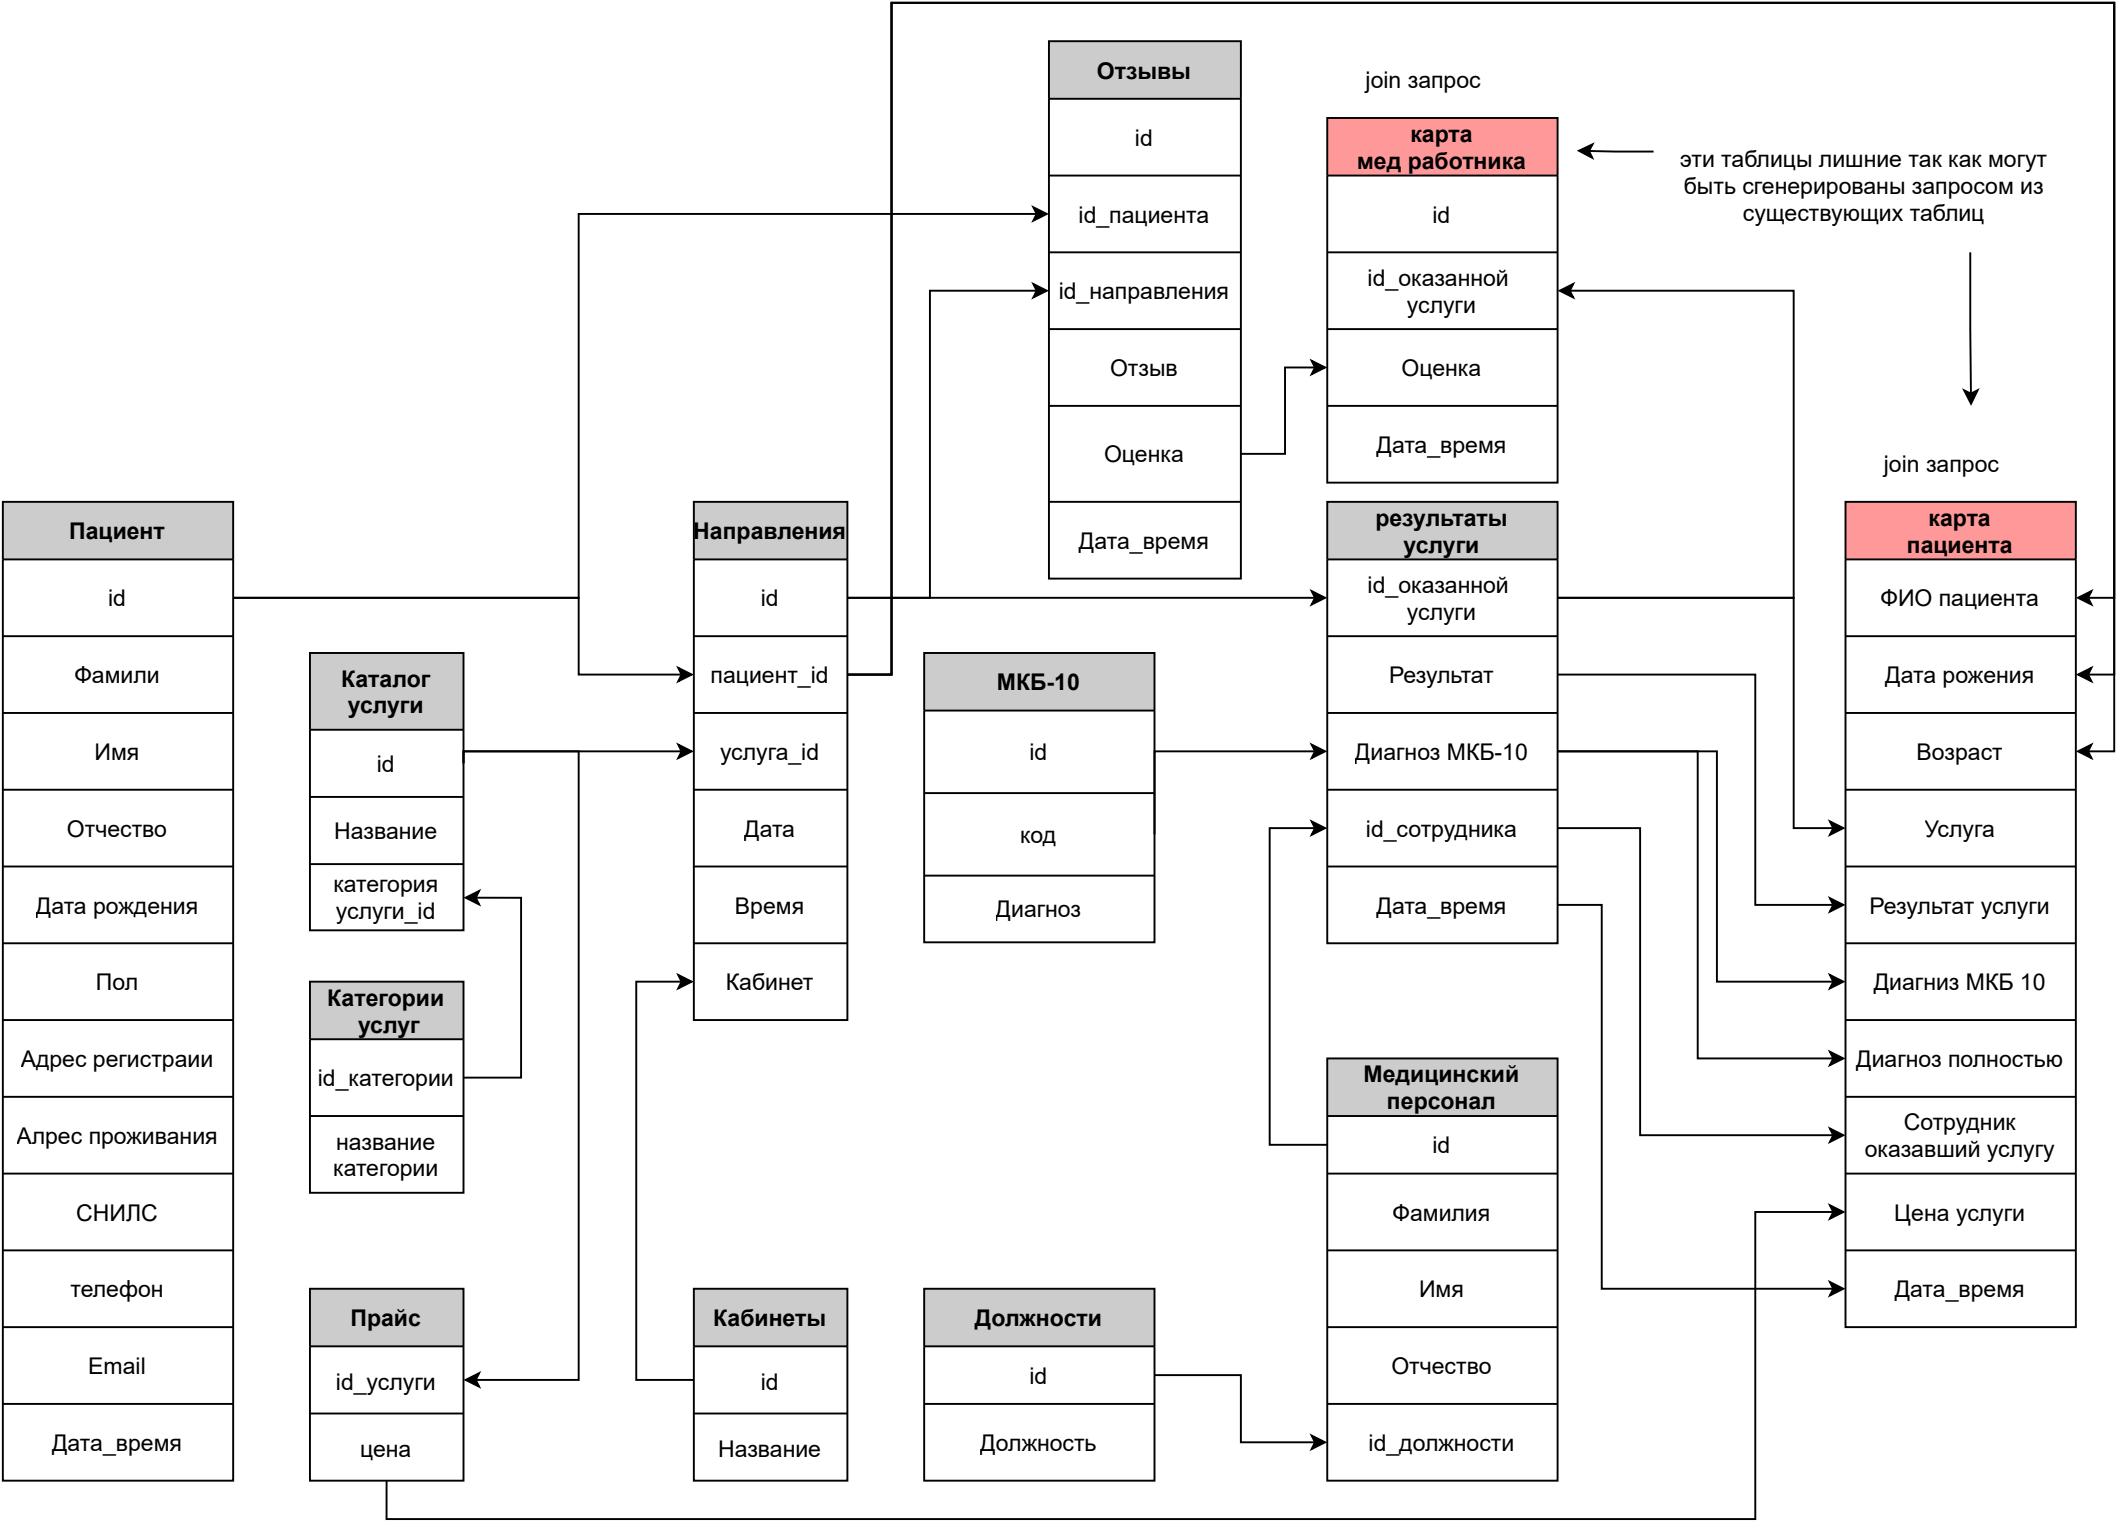 Отзывы
id
id_пациента
id_направления
Отзыв
Оценка
Дата_время
join запрос
карта
мед работника
id
id_оказанной
услуги
Оценка
Дата_время
эти таблицы лишние так как могут
быть сгенерированы запросом из
существующих таблиц
join запрос
Пациент
id
Фамили
Имя
Отчество
Дата рождения
Пол
Адрес регистраии
Алрес проживания
СНИЛС
телефон
Email
Дата_время
Каталог
услуги
id
Название
категория
услуги_id
Категории
услуг
id_категории
название
категории
Прайс
id_услуги
цена
Направления
id
пациент_id
услуга_id
Дата
Время
Кабинет
Кабинеты
id
Название
МКБ-10
id
код
Диагноз
Должности
id
Должность
результаты
услуги
id_оказанной
услуги
Результат
Диагноз МКБ-10
id_сотрудника
Дата_время
Медицинский
персонал
id
Фамилия
Имя
Отчество
id_должности
карта
пациента
ФИО пациента
Дата рожения
Возраст
Услуга
Результат услуги
Диагниз МКБ 10
Диагноз полностью
Сотрудник
оказавший услугу
Цена услуги
Дата_время